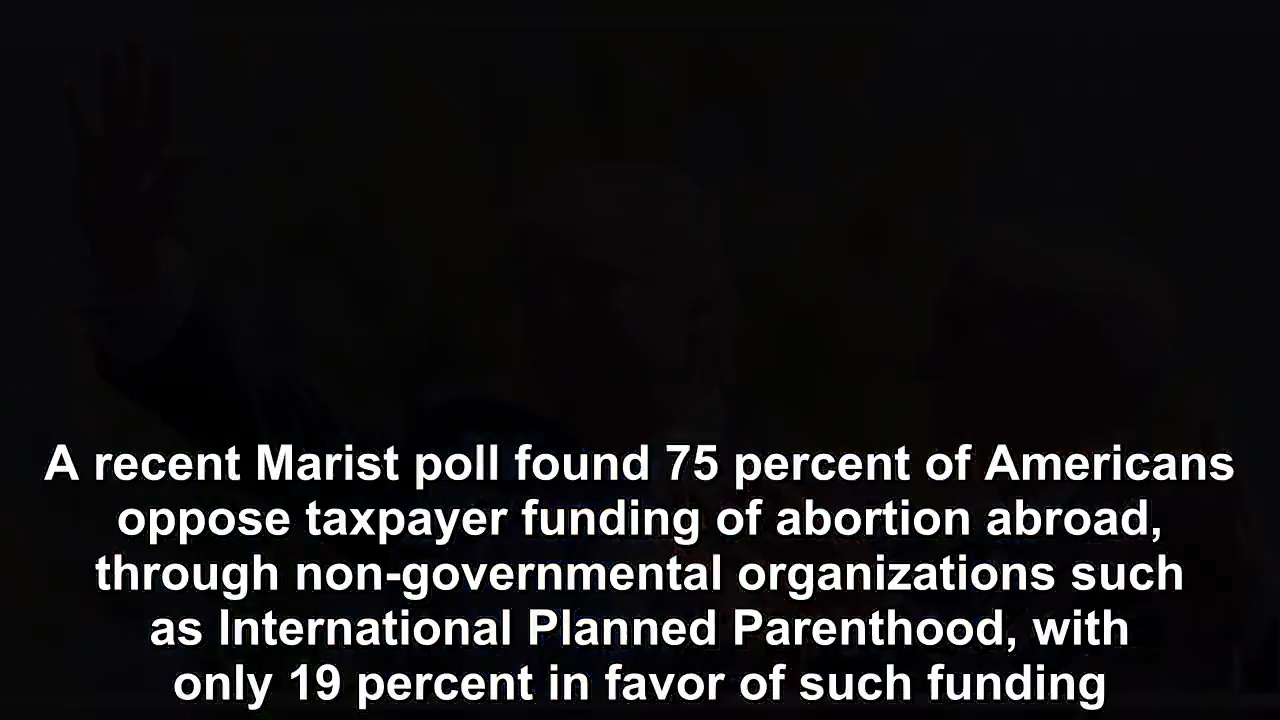 A recent Marist poll found 75 percent of Americans
oppose taxpayer funding of abortion abroad,
through non-governmental organizations such
as International Planned Parenthood, with
only 19 percent in favor of such funding